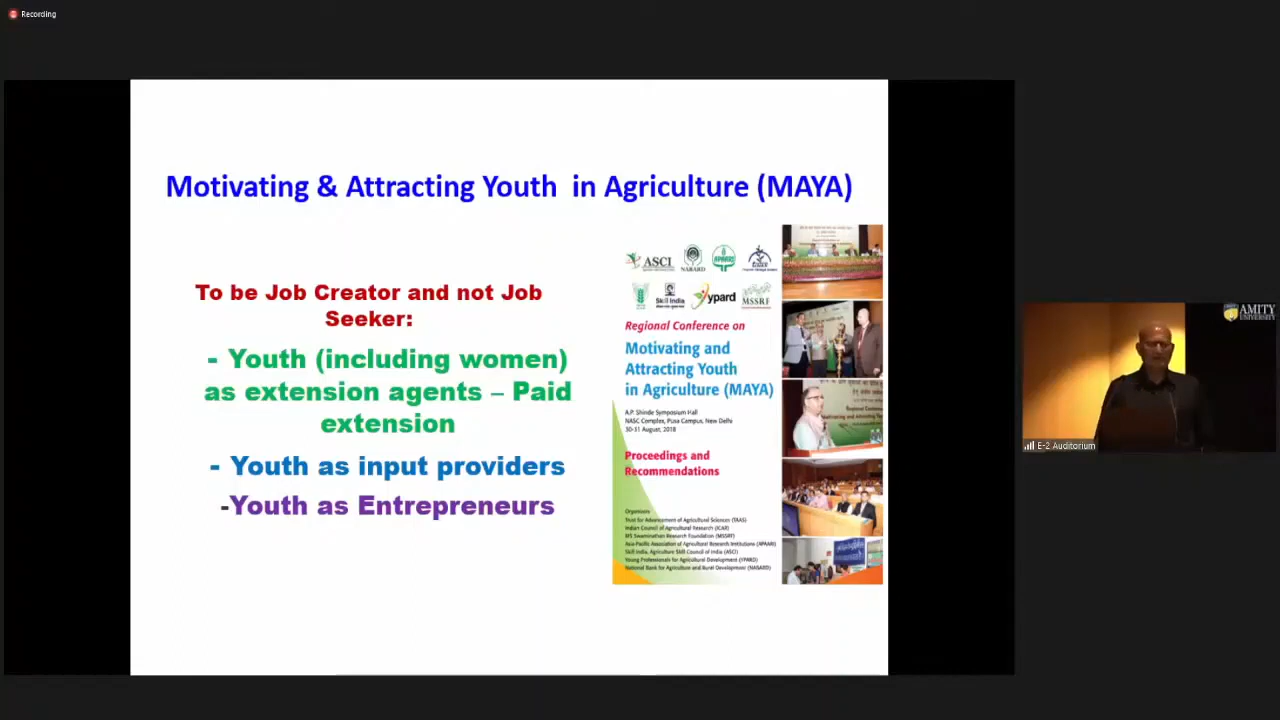 Recording
Motivating & Attracting Youth in Agriculture (MAYA)
To be Job Creator and not Job
Seeker:
- Youth (including women)
as extension agents – Paid
extension
- Youth as input providers
-Youth as Entrepreneurs
ASCI
NABARD
APAARI
Skill India
ypard
MSSRF
Regional Conference on
Motivating and
Attracting Youth
in Agriculture (MAYA)
A.P. Shinde Symposium Hall
NASC Complex, Pusa Campus, New Delhi
30-31 August, 2018
Proceedings and
Recommendations
Organizers
Trust for Advancement of Agricultural Sciences (TAAS)
Indian Council of Agricultural Research (ICAR)
MS Swaminathan Research Foundation (MSSRF)
Asia-Pacific Association of Agricultural Research Institutions (APAARI)
Skill India, Agriculture Skill Council of India (ASCI)
Young Professionals for Agricultural Development (YPARD)
National Bank for Agriculture and Rural Development (NABARD)
AMITY
UNIVERSITY
E-2 Auditorium